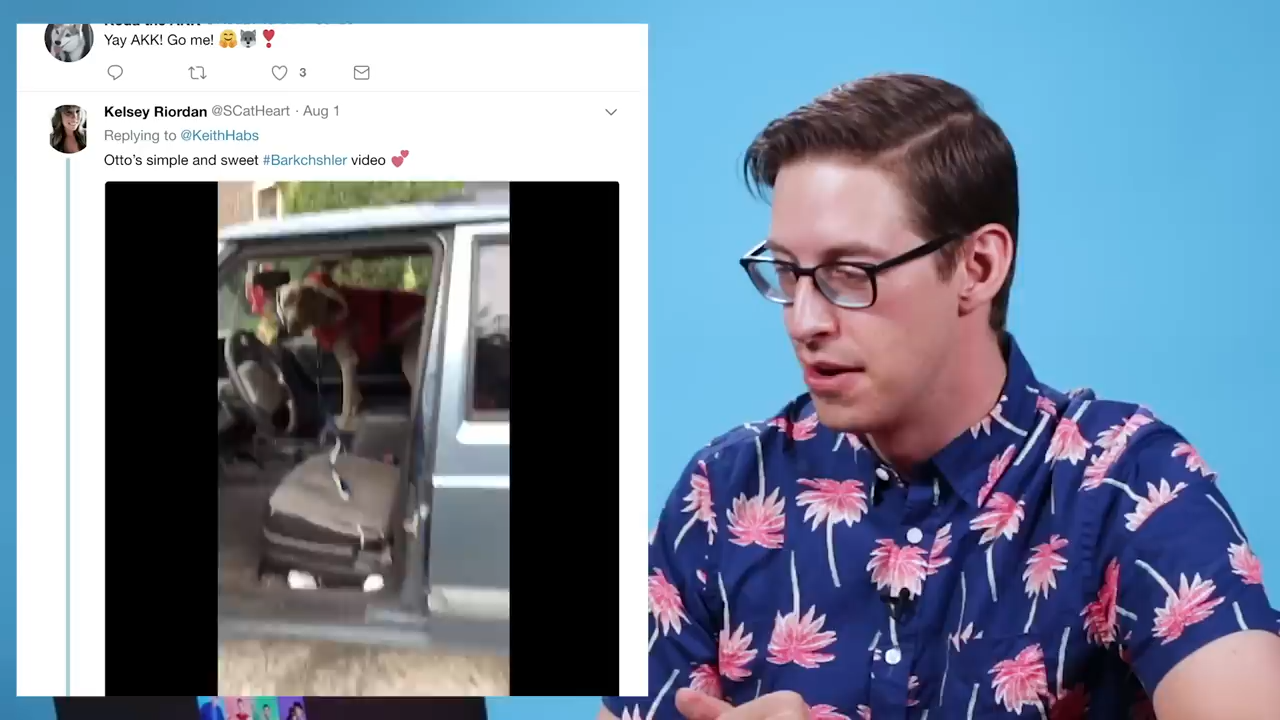 Yay AKK! Go me! 🤗🐺❣️
3
Kelsey Riordan @SCatHeart · Aug 1
Replying to @KeithHabs
Otto's simple and sweet #Barkchshler video 💕